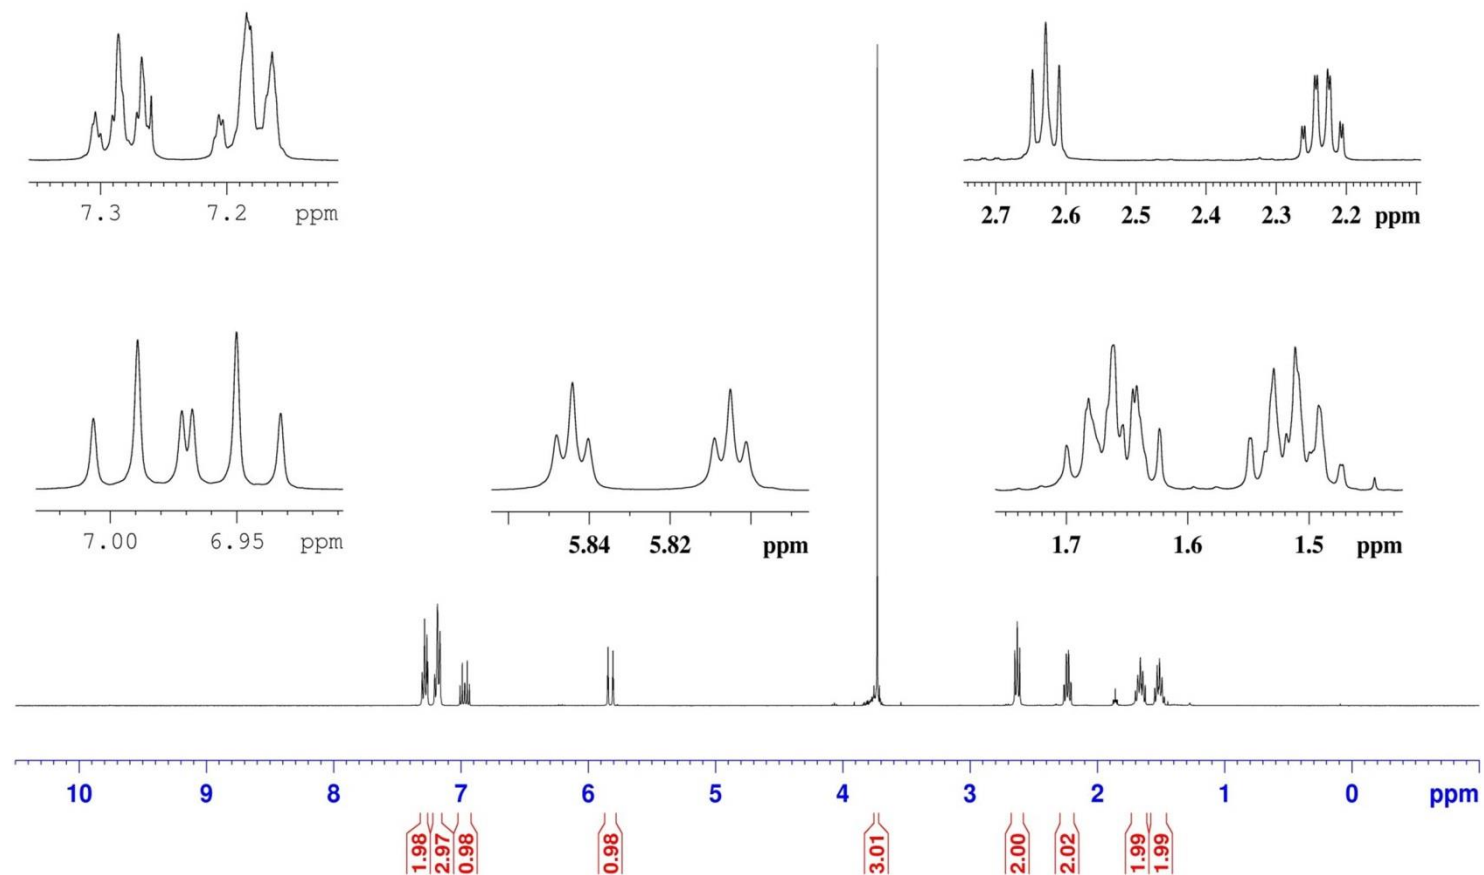 7.3 7.2 ppm
2.7 2.6 2.5 2.4 2.3 2.2 ppm
7.00 6.95 ppm
5.84 5.82 ppm
1.7 1.6 1.5 ppm
10 9 8 7 6 5 4 3 2 1 0 ppm
1.98 2.97 0.98 0.98 3.01 2.00 2.02 1.99 1.99